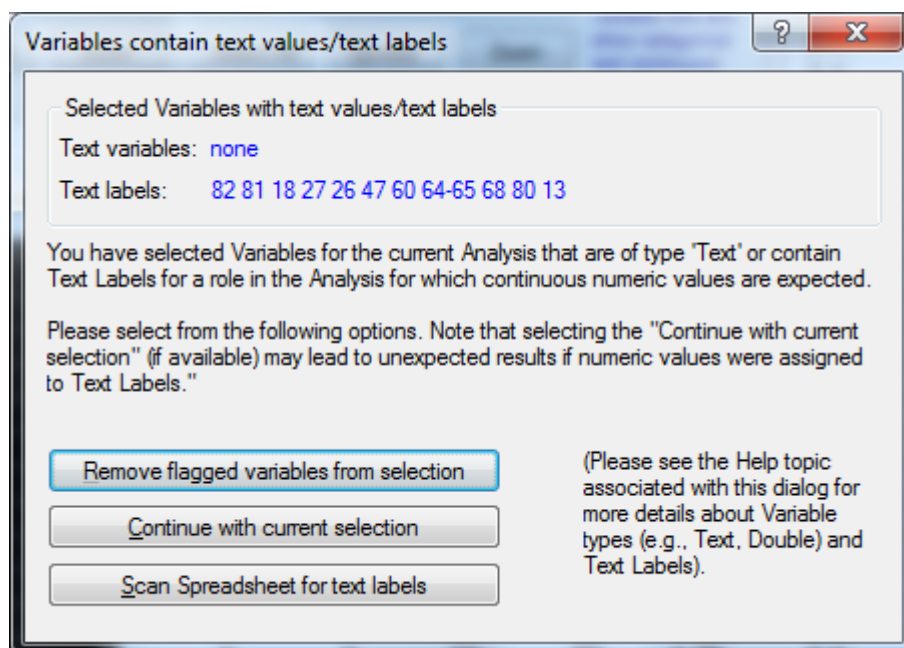 Variables contain text values/text labels
Selected Variables with text values/text labels
Text variables: none
Text labels: 82 81 18 27 26 47 60 64-65 68 80 13
You have selected Variables for the current Analysis that are of type 'Text' or contain
Text Labels for a role in the Analysis for which continuous numeric values are expected.
Please select from the following options. Note that selecting the "Continue with current
selection" (if available) may lead to unexpected results if numeric values were assigned
to Text Labels."
Remove flagged variables from selection
Continue with current selection
Scan Spreadsheet for text labels
(Please see the Help topic
associated with this dialog for
more details about Variable
types (e.g., Text, Double) and
Text Labels).